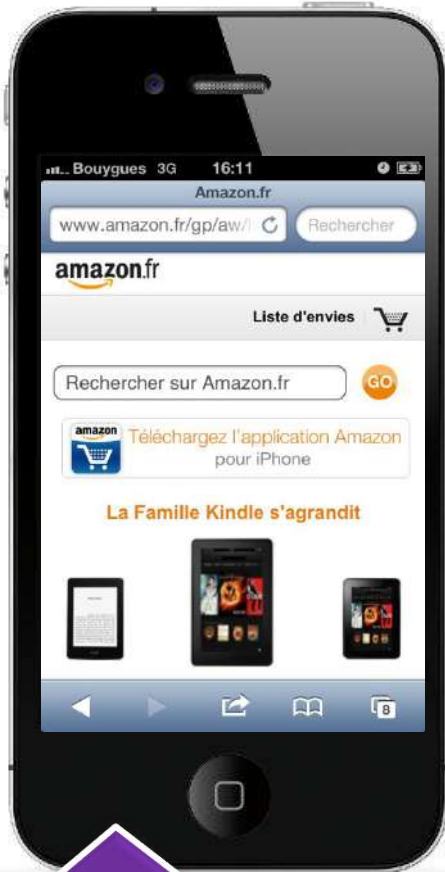 Bouygues 3G 16:11
Amazon.fr
www.amazon.fr/gp/aw/ Rechercher
amazon.fr
Liste d'envies
Rechercher sur Amazon.fr GO
amazon Téléchargez l'application Amazon
pour iPhone
La Famille Kindle s'agrandit
8